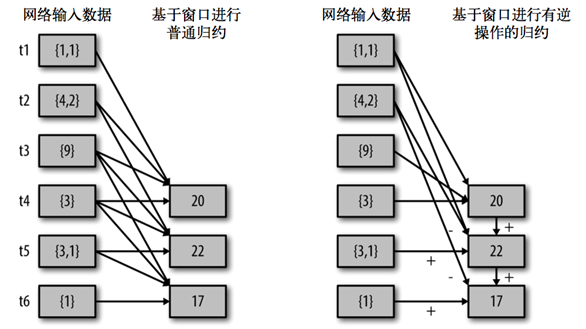 网络输入数据
基于窗口进行
普通归约
t1
{1,1}
t2
{4,2}
t3
{9}
t4
{3}
20
t5
{3,1}
22
t6
{1}
17
网络输入数据
基于窗口进行有逆
操作的归约
{1,1}
{4,2}
{9}
{3}
20
- +
{3,1}
+
22
- +
{1}
+
17